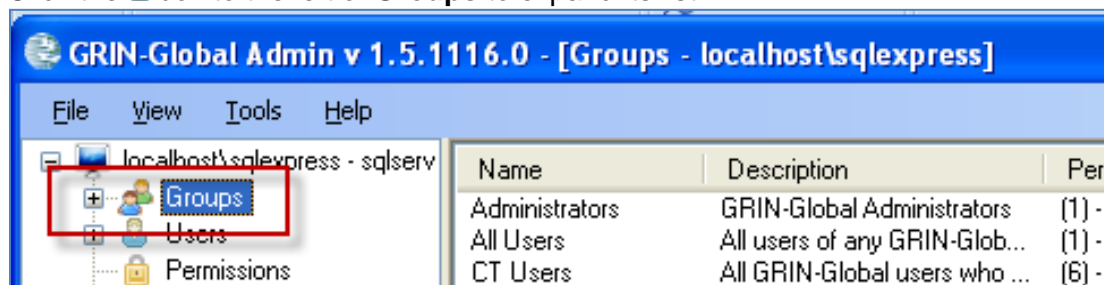 GRIN-Global Admin v 1.5.1116.0 - [Groups - localhost\sqlexpress]
File View Tools Help
localhost\sqlexpress - sqlserv
Groups
Users
Permissions
Name Description Per
Administrators GRIN-Global Administrators (1) -
All Users All users of any GRIN-Glob... (1) -
CT Users All GRIN-Global users who ... (6) -